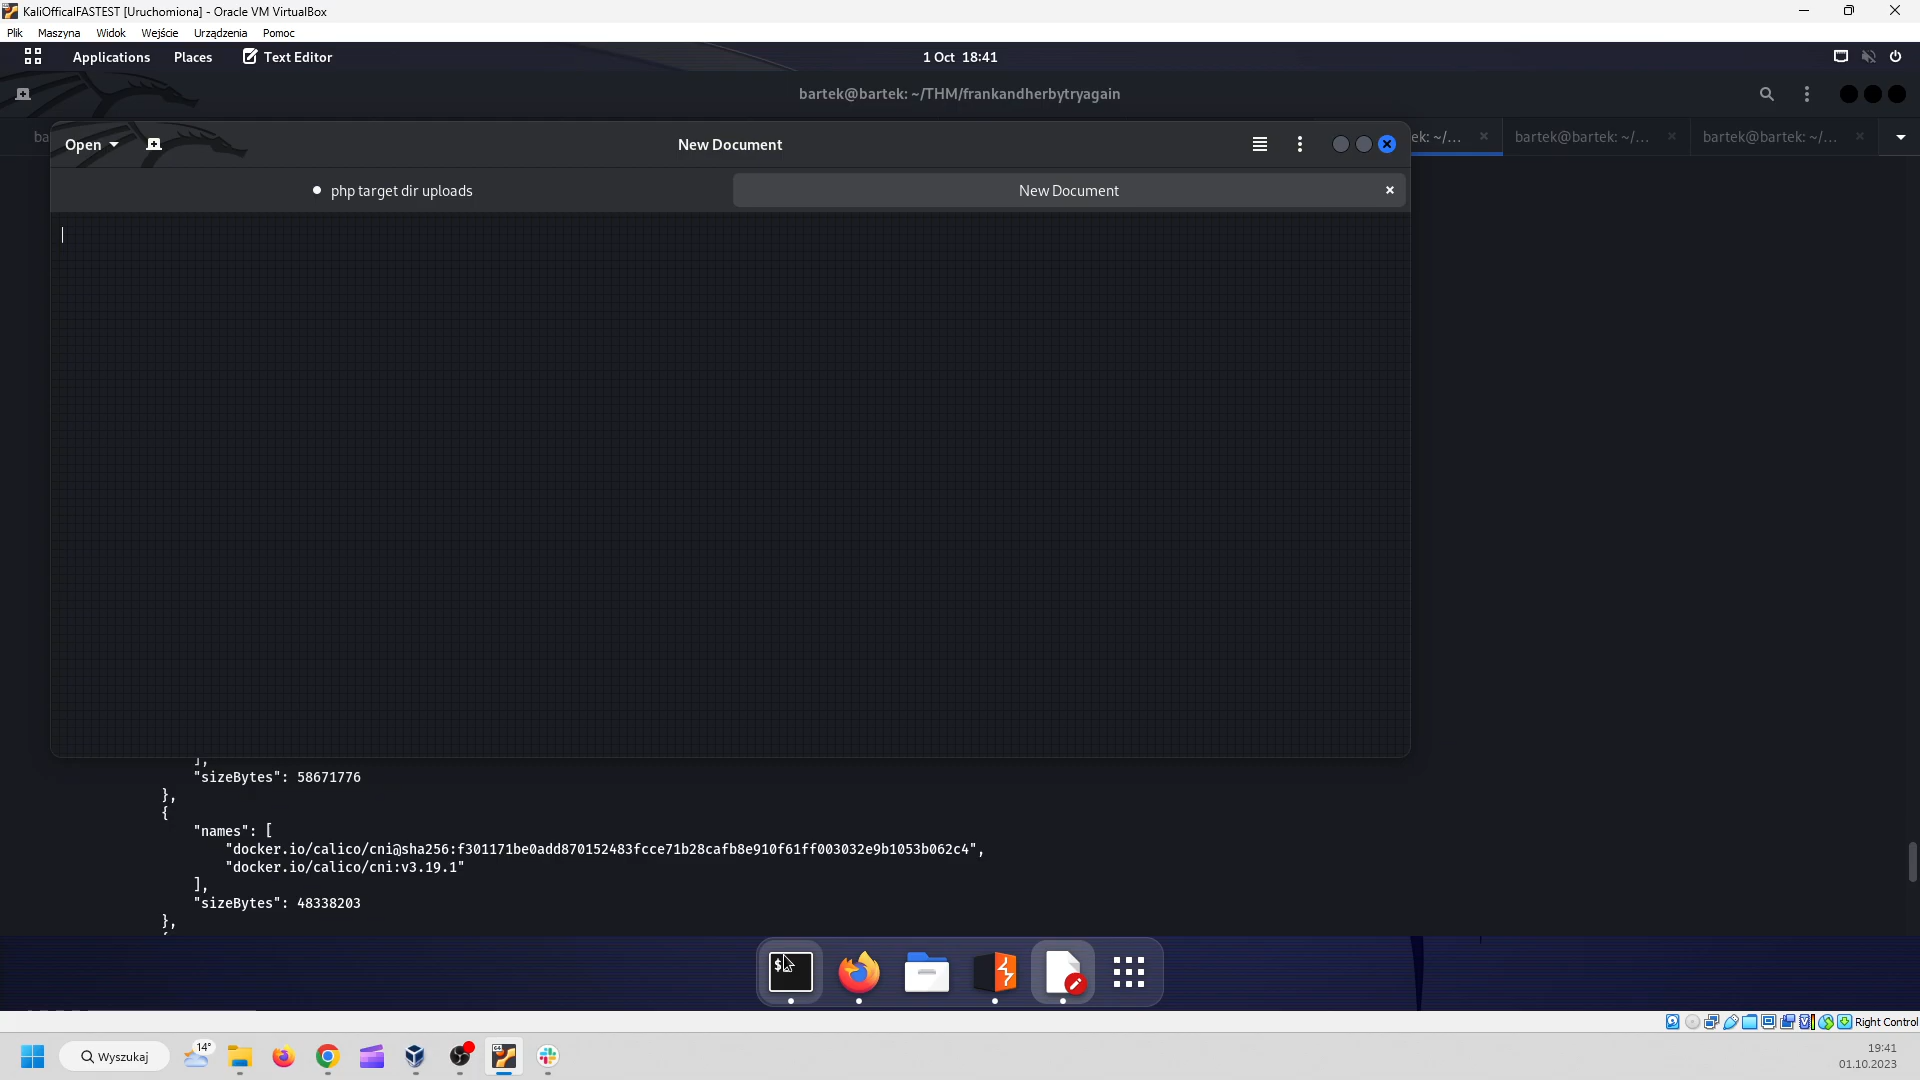 KaliOfficalFASTEST [Uruchomiona] - Oracle VM VirtualBox
Plik Maszyna Widok Wejście Urządzenia Pomoc
Applications Places Text Editor 1 Oct 18:41
bartek@bartek: ~/THM/frankandherbytryagain
ba
ek: ~/... bartek@bartek: ~/... bartek@bartek: ~/...
Open New Document
php target dir uploads New Document
],
"sizeBytes": 58671776
},
{
"names": [
"docker.io/calico/cni@sha256:f301171be0add870152483fcce71b28cafb8e910f61ff003032e9b1053b062c4",
"docker.io/calico/cni:v3.19.1"
],
"sizeBytes": 48338203
},
Right Control
Wyszukaj
14°
19:41
01.10.2023